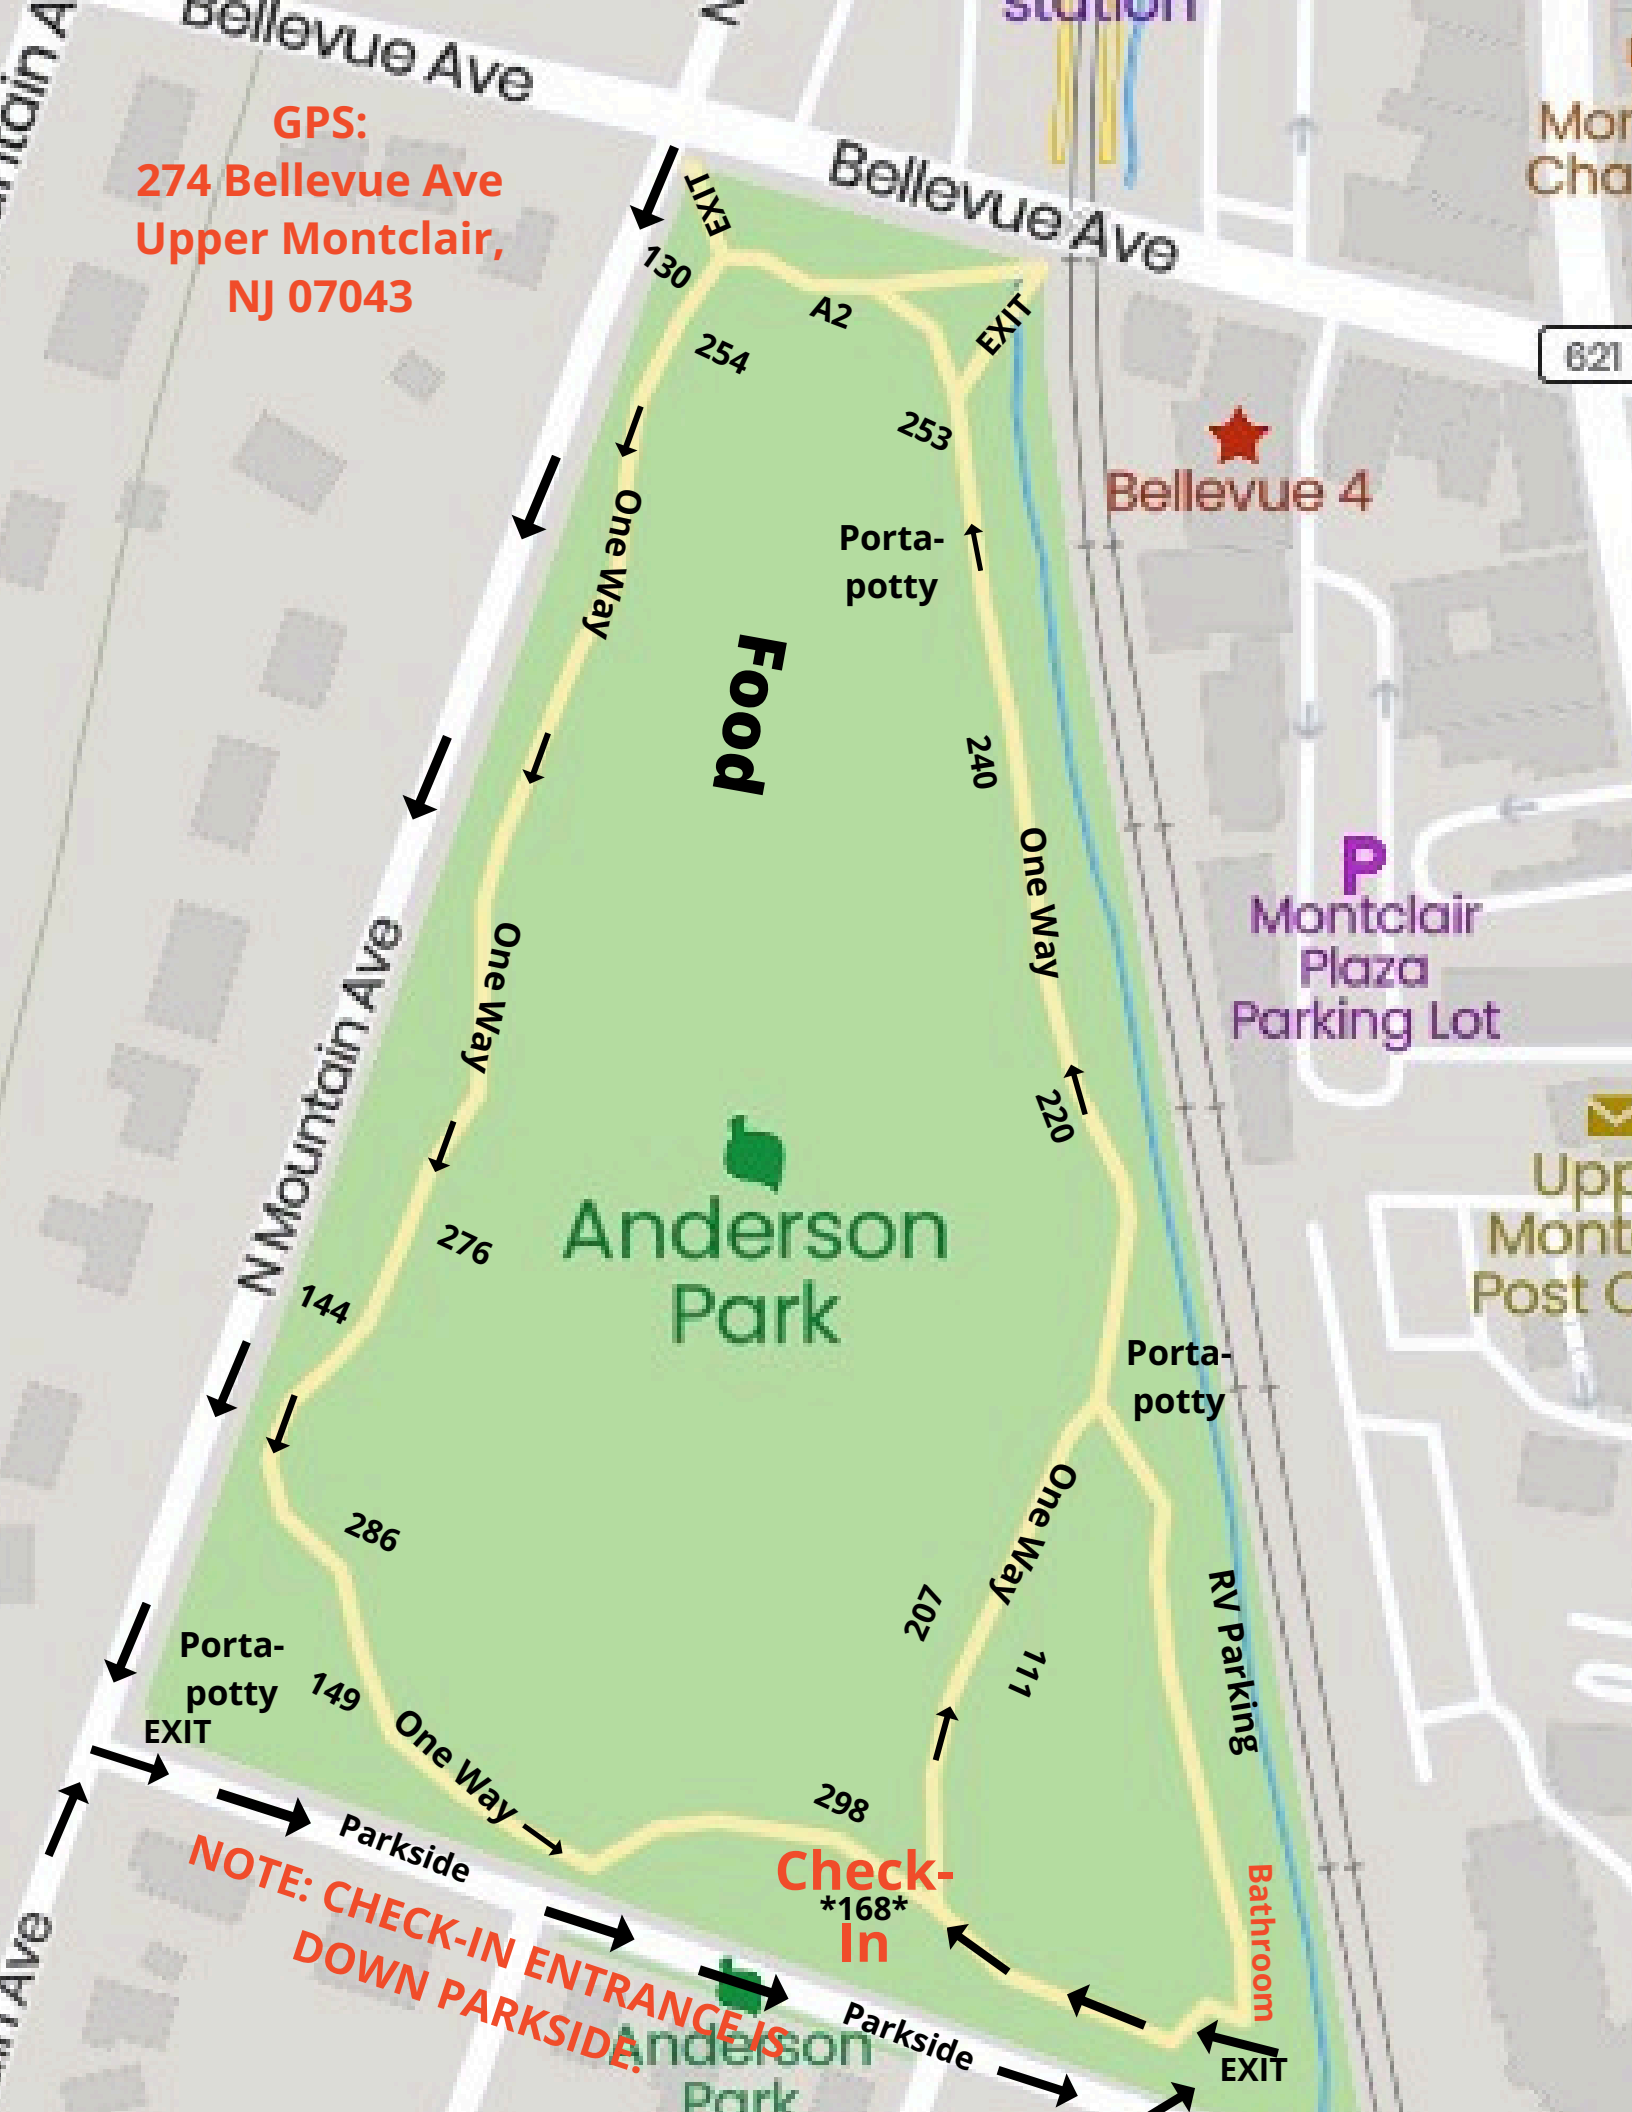 Bellevue Ave
station
GPS:
274 Bellevue Ave
Upper Montclair,
NJ 07043
Bellevue Ave
EXIT
130
A2
EXIT
254
253
621
Bellevue 4
One Way
Porta-
potty
Food
240
One Way
P
Montclair
Plaza
Parking Lot
One Way
N Mountain Ave
220
Anderson
Park
276
144
Porta-
potty
286
One Way
207
111
RV Parking
Porta-
potty
149
EXIT
One Way
298
Parkside
Check-
*168*
In
Bathroom
NOTE: CHECK-IN ENTRANCE IS
DOWN PARKSIDE.
Parkside
EXIT
Anderson
Park